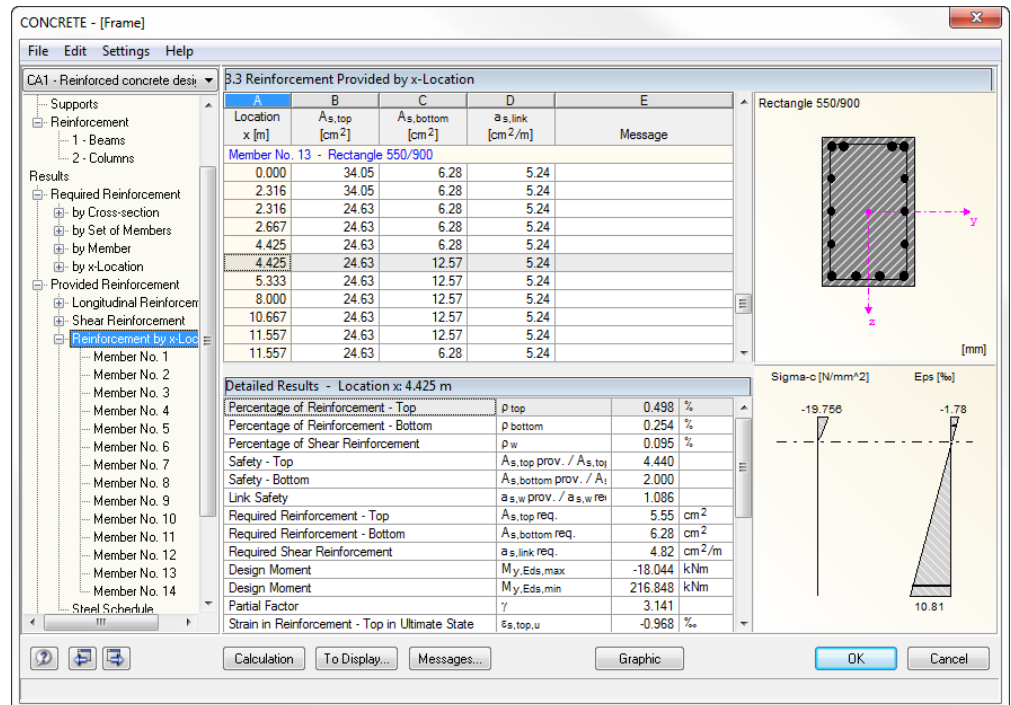 CONCRETE - [Frame]
File Edit Settings Help
CA1 - Reinforced concrete desi
Supports
Reinforcement
1 - Beams
2 - Columns
Results
Required Reinforcement
by Cross-section
by Set of Members
by Member
by x-Location
Provided Reinforcement
Longitudinal Reinforcem
Shear Reinforcement
Reinforcement by x-Loc
Member No. 1
Member No. 2
Member No. 3
Member No. 4
Member No. 5
Member No. 6
Member No. 7
Member No. 8
Member No. 9
Member No. 10
Member No. 11
Member No. 12
Member No. 13
Member No. 14
Steel Schedule
3.3 Reinforcement Provided by x-Location
A B C D E
Location As,top As,bottom as,link
x [m] [cm2] [cm2] [cm2/m] Message
Member No. 13 - Rectangle 550/900
0.000 34.05 6.28 5.24
2.316 34.05 6.28 5.24
2.316 24.63 6.28 5.24
2.667 24.63 6.28 5.24
4.425 24.63 6.28 5.24
4.425 24.63 12.57 5.24
5.333 24.63 12.57 5.24
8.000 24.63 12.57 5.24
10.667 24.63 12.57 5.24
11.557 24.63 12.57 5.24
11.557 24.63 6.28 5.24
Detailed Results - Location x: 4.425 m
Percentage of Reinforcement - Top ρ top 0.498 %
Percentage of Reinforcement - Bottom ρ bottom 0.254 %
Percentage of Shear Reinforcement ρ w 0.095 %
Safety - Top As,top prov. / As,top 4.440
Safety - Bottom As,bottom prov. / As 2.000
Link Safety as,w prov. / as,w re 1.086
Required Reinforcement - Top As,top req. 5.55 cm2
Required Reinforcement - Bottom As,bottom req. 6.28 cm2
Required Shear Reinforcement as,link req. 4.82 cm2/m
Design Moment My,Eds,max -18.044 kNm
Design Moment My,Eds,min 216.848 kNm
Partial Factor γ 3.141
Strain in Reinforcement - Top in Ultimate State εs,top,u -0.968 ‰
Rectangle 550/900
y
z
[mm]
Sigma-c [N/mm^2] Eps [‰]
-19.756 -1.78
10.81
Calculation To Display... Messages... Graphic OK Cancel